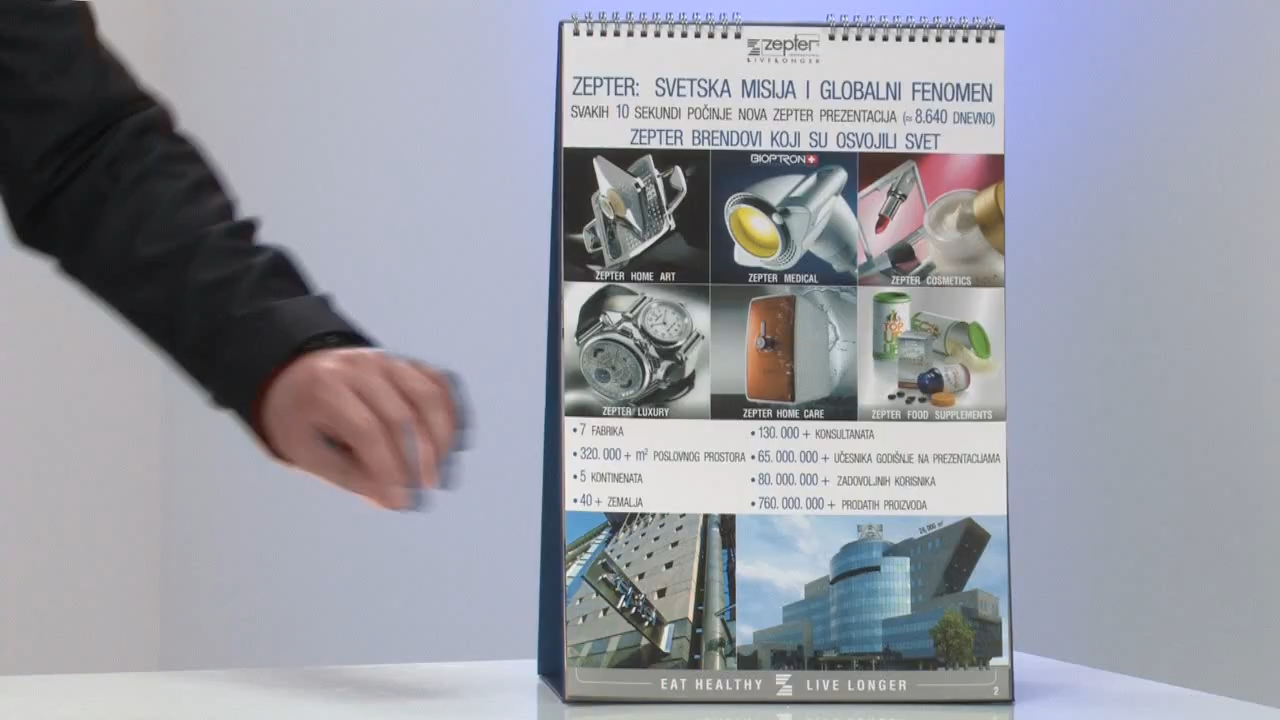 zepter
LIVE LONGER
ZEPTER: SVETSKA MISIJA I GLOBALNI FENOMEN
SVAKIH 10 SEKUNDI POČINJE NOVA ZEPTER PREZENTACIJA (≈ 8.640 DNEVNO)
ZEPTER BRENDOVI KOJI SU OSVOJILI SVET
BIOPTRON
ZEPTER HOME ART
ZEPTER MEDICAL
ZEPTER COSMETICS
ZEPTER LUXURY
ZEPTER HOME CARE
ZEPTER FOOD SUPPLEMENTS
• 7 FABRIKA
• 320. 000 + m² POSLOVNOG PROSTORA
• 5 KONTINENATA
• 40 + ZEMALJA
• 130. 000 + KONSULTANATA
• 65. 000. 000 + UČESNIKA GODIŠNJE NA PREZENTACIJAMA
• 80. 000. 000 + ZADOVOLJNIH KORISNIKA
• 760. 000. 000 + PRODATIH PROIZVODA
EAT HEALTHY LIVE LONGER
2